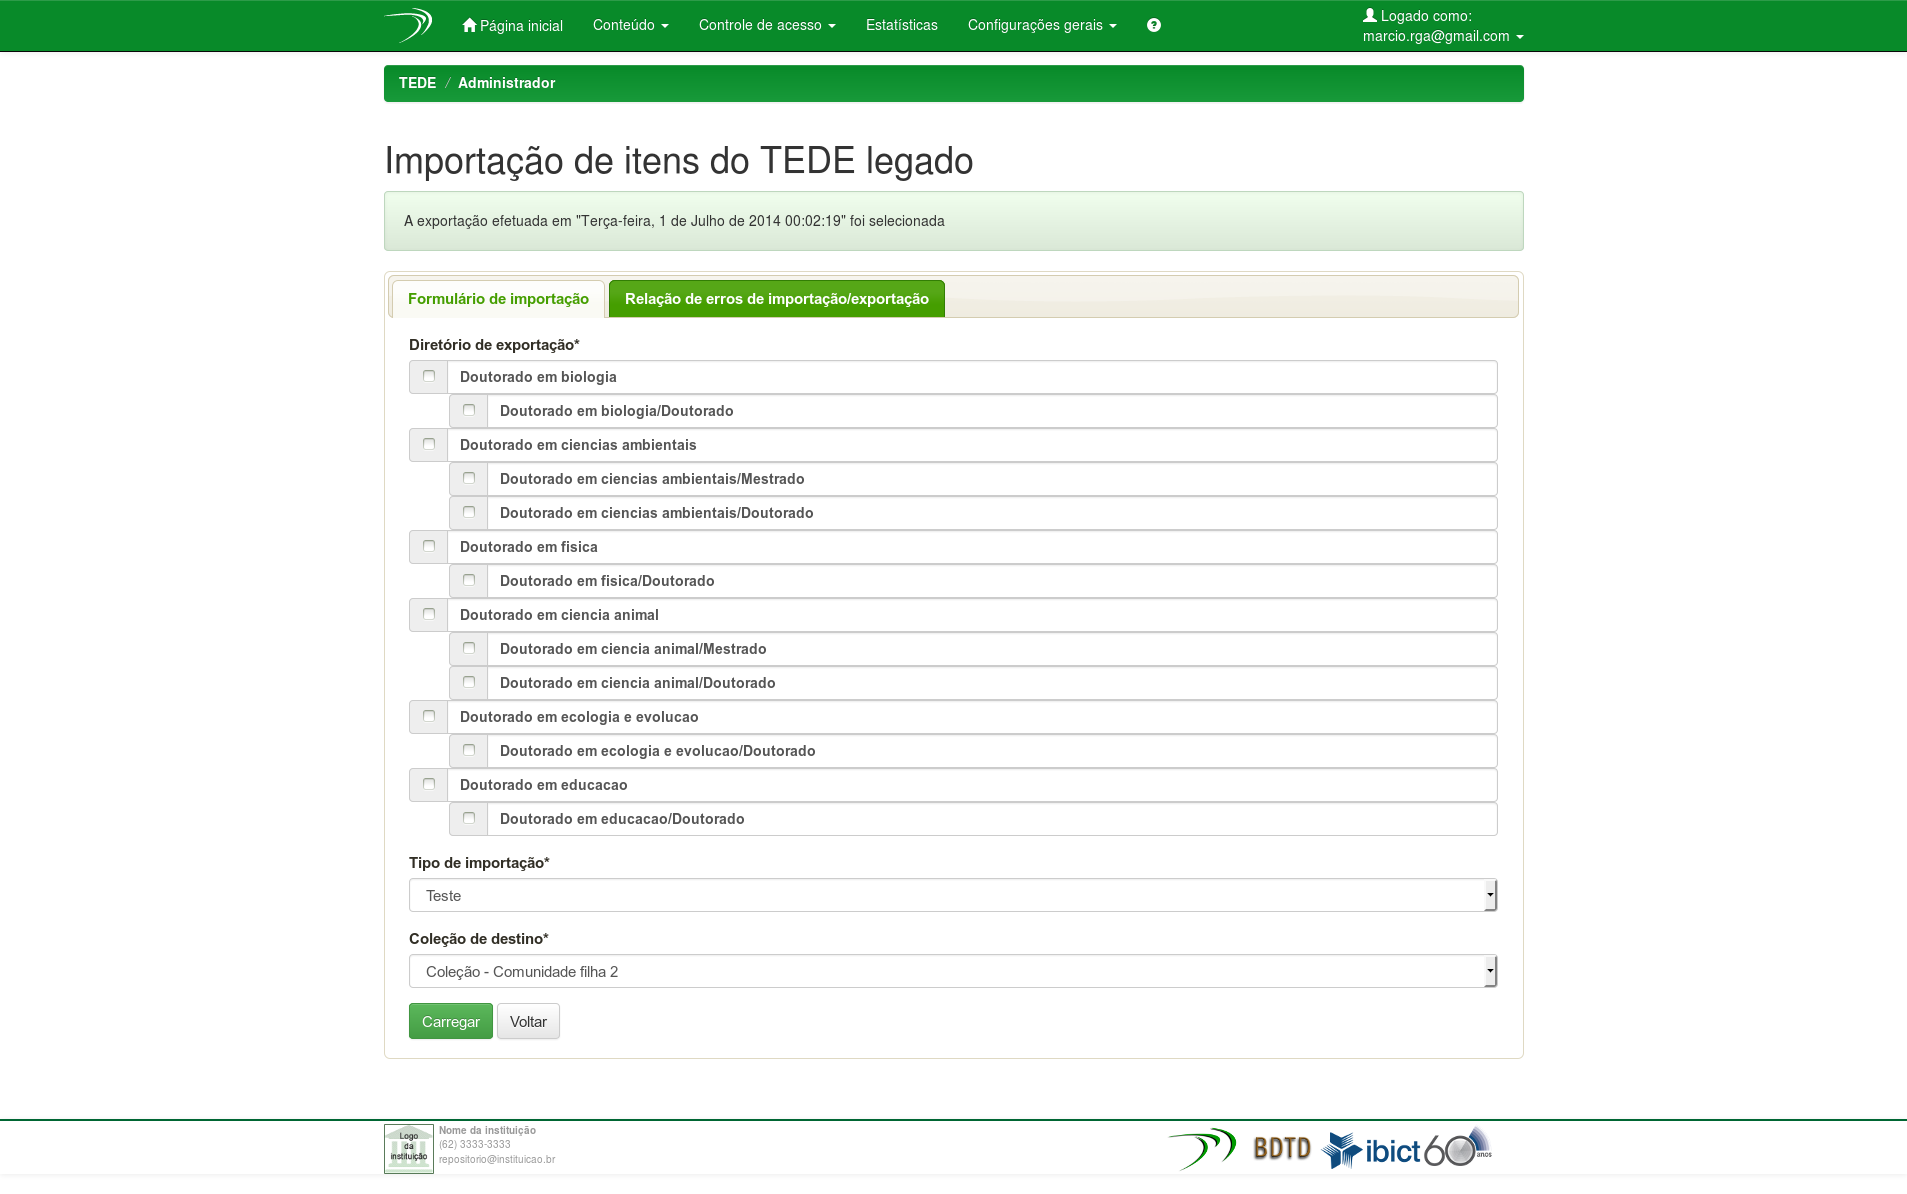 Página inicial Conteúdo Controle de acesso Estatísticas Configurações gerais Logado como:
marcio.rga@gmail.com
TEDE / Administrador
Importação de itens do TEDE legado
A exportação efetuada em "Terça-feira, 1 de Julho de 2014 00:02:19" foi selecionada
Formulário de importação Relação de erros de importação/exportação
Diretório de exportação*
Doutorado em biologia
Doutorado em biologia/Doutorado
Doutorado em ciencias ambientais
Doutorado em ciencias ambientais/Mestrado
Doutorado em ciencias ambientais/Doutorado
Doutorado em fisica
Doutorado em fisica/Doutorado
Doutorado em ciencia animal
Doutorado em ciencia animal/Mestrado
Doutorado em ciencia animal/Doutorado
Doutorado em ecologia e evolucao
Doutorado em ecologia e evolucao/Doutorado
Doutorado em educacao
Doutorado em educacao/Doutorado
Tipo de importação*
Teste
Coleção de destino*
Coleção - Comunidade filha 2
Carregar Voltar
Logo
da
instituição
Nome da instituição
(62) 3333-3333
repositorio@instituicao.br
BDTD
ibict 60 anos